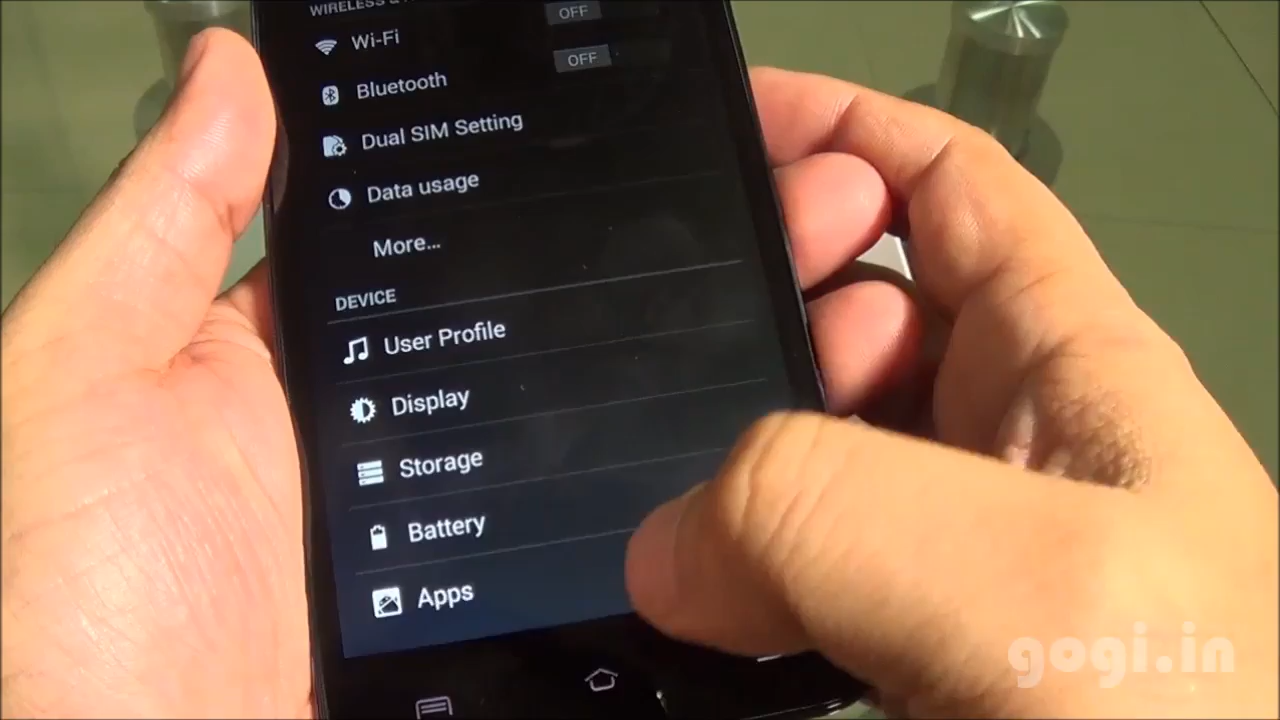 WIRELESS &
OFF
Wi-Fi
OFF
Bluetooth
Dual SIM Setting
Data usage
More...
DEVICE
User Profile
Display
Storage
Battery
Apps
gogi.in